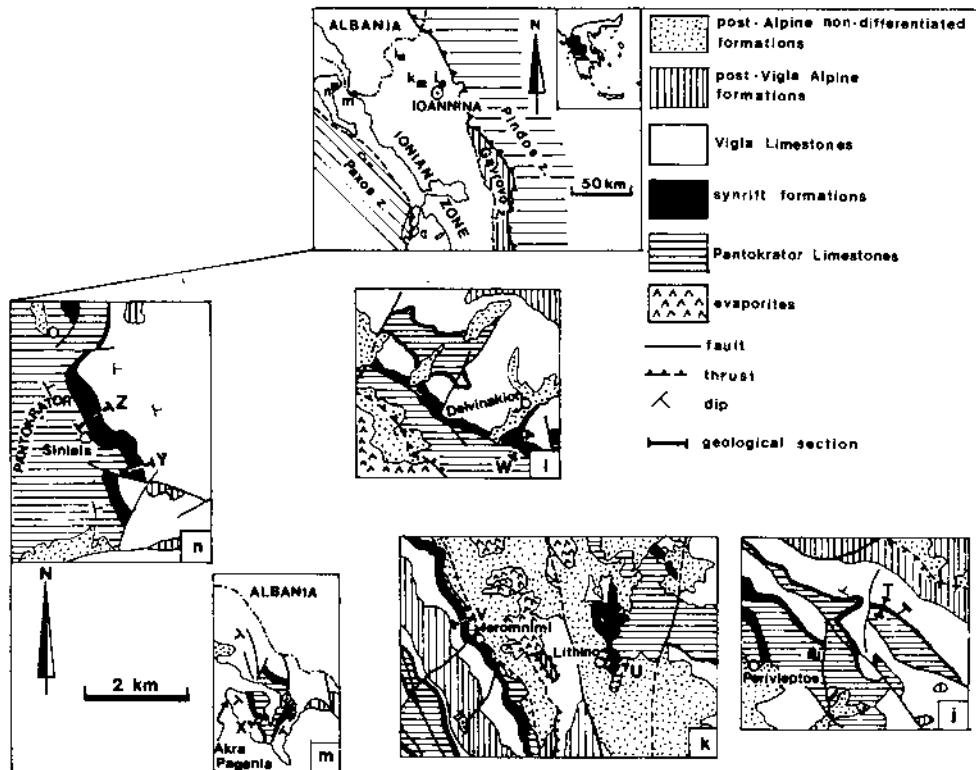 ALBANIA
N
k
IOANNINA
m
IONIAN
ZONE
Paxos z.
Pindos z.
Gavrovo z.
50 km
post-Alpine non-differentiated
formations
post-Vigla Alpine
formations
Vigla Limestones
synrift formations
Pantokrator Limestones
evaporites
fault
thrust
dip
geological section
PANTOKRATOR
Z
Sinies
Y
n
Delvinakion
W
l
N
2 km
ALBANIA
X
Akra
Pagania
m
V
Ieromnimi
Lithino
U
k
T
Perivleptos
j